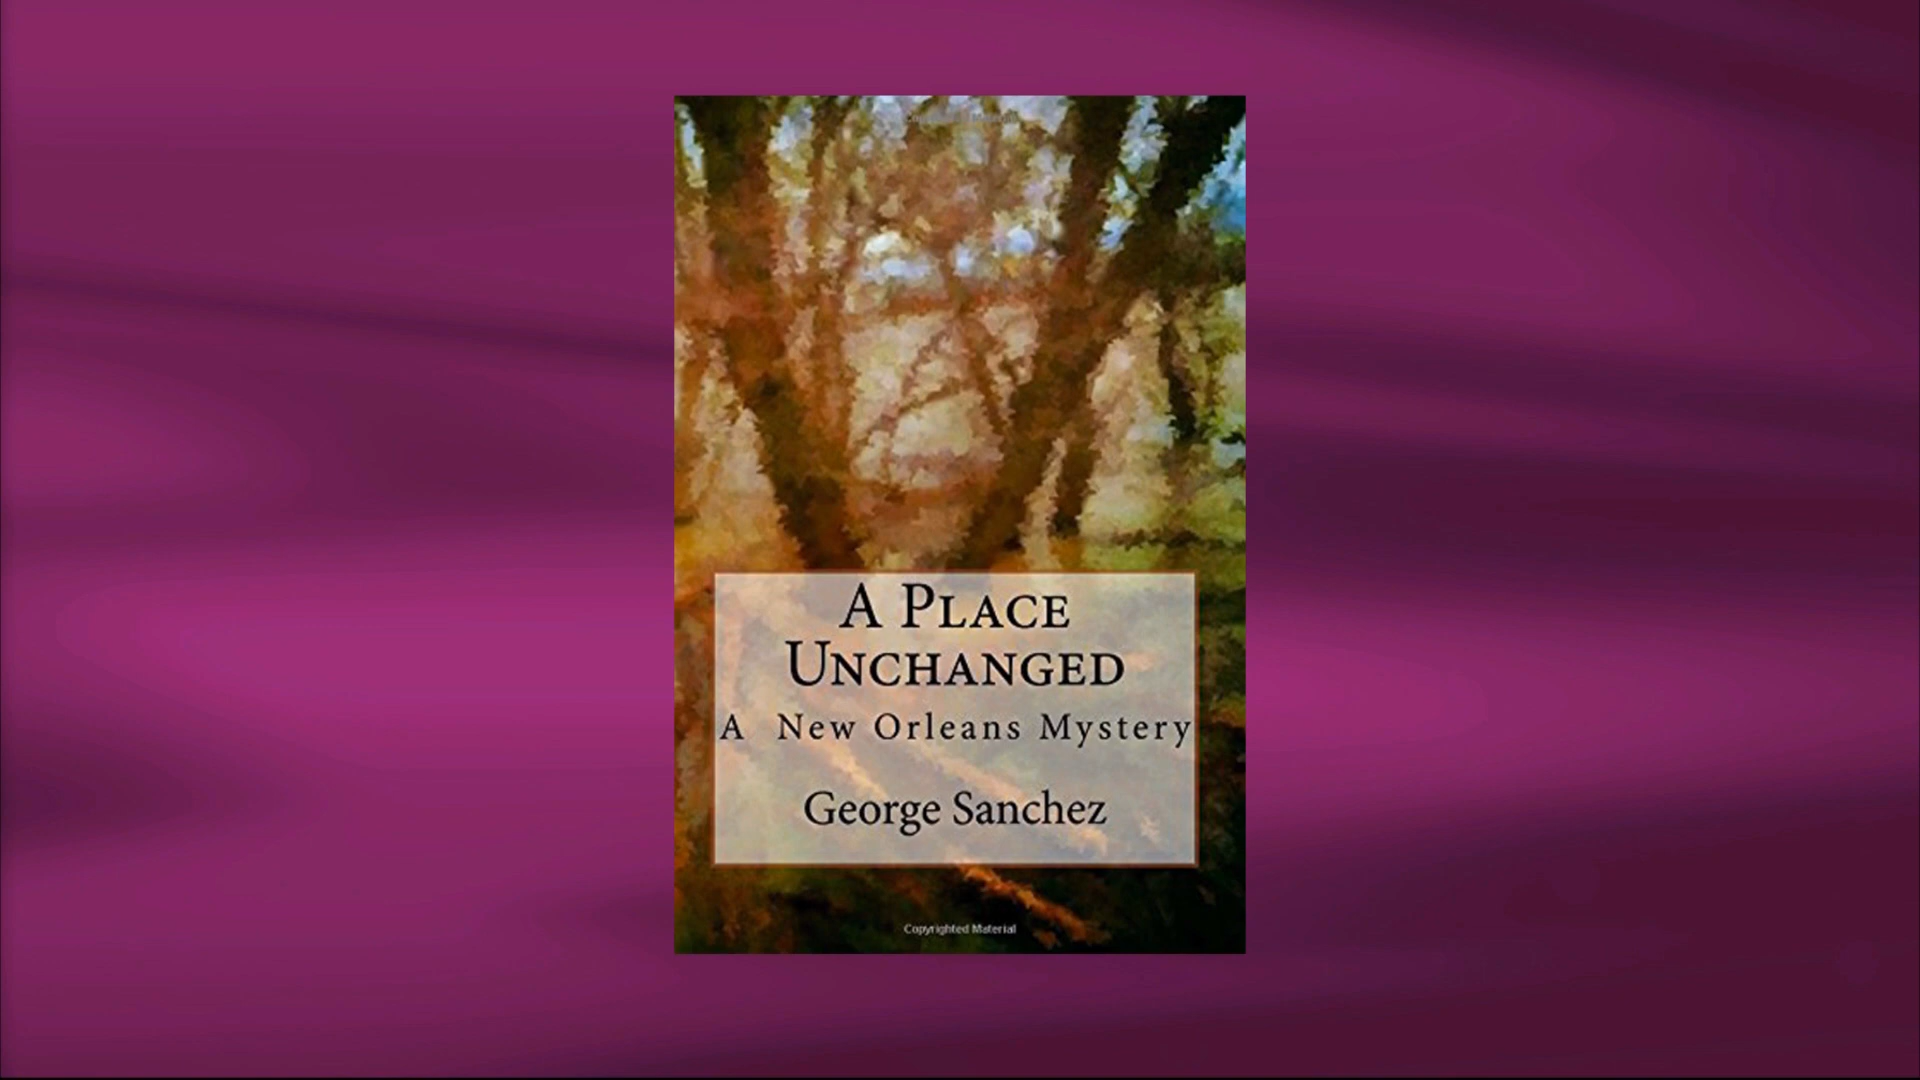 A PLACE
UNCHANGED
A New Orleans Mystery
George Sanchez
Copyrighted Material